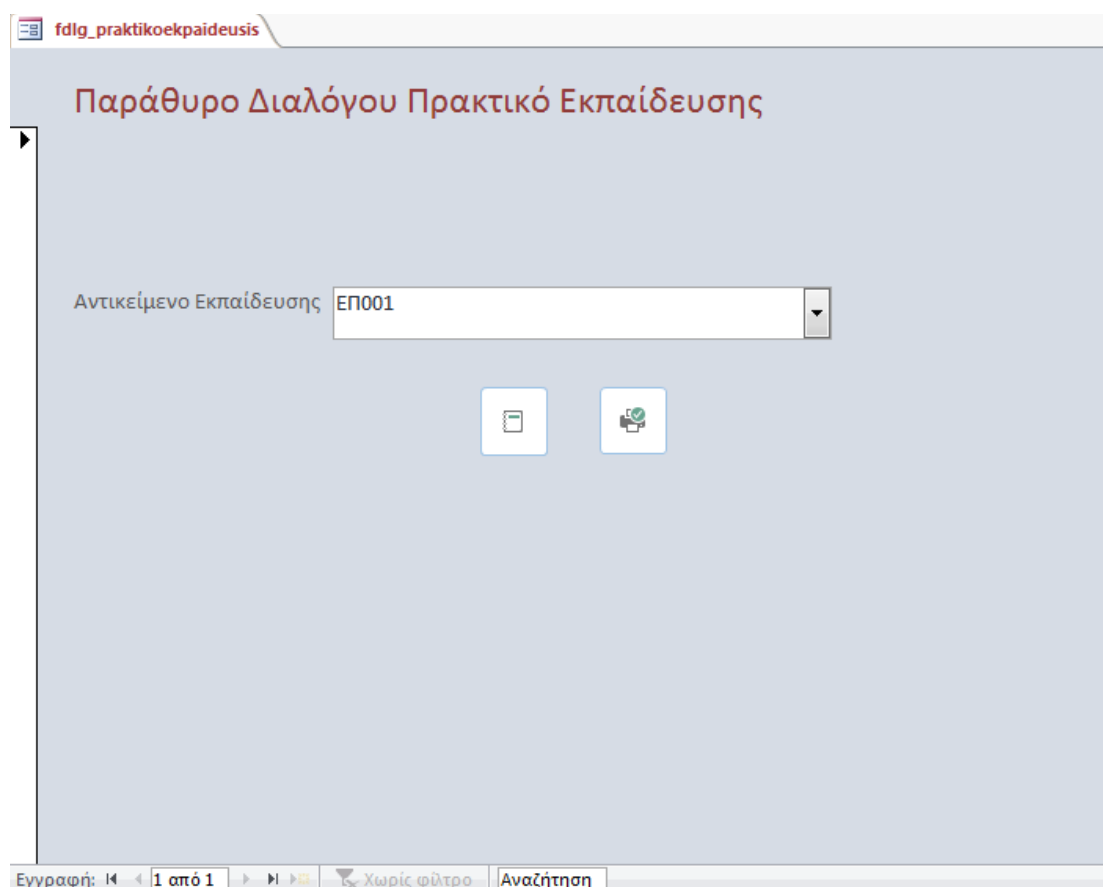 fdlg_praktikoekpaideusis
Παράθυρο Διαλόγου Πρακτικό Εκπαίδευσης
Αντικείμενο Εκπαίδευσης ΕΠ001
Εγγραφή: 1 από 1 Χωρίς φίλτρο Αναζήτηση